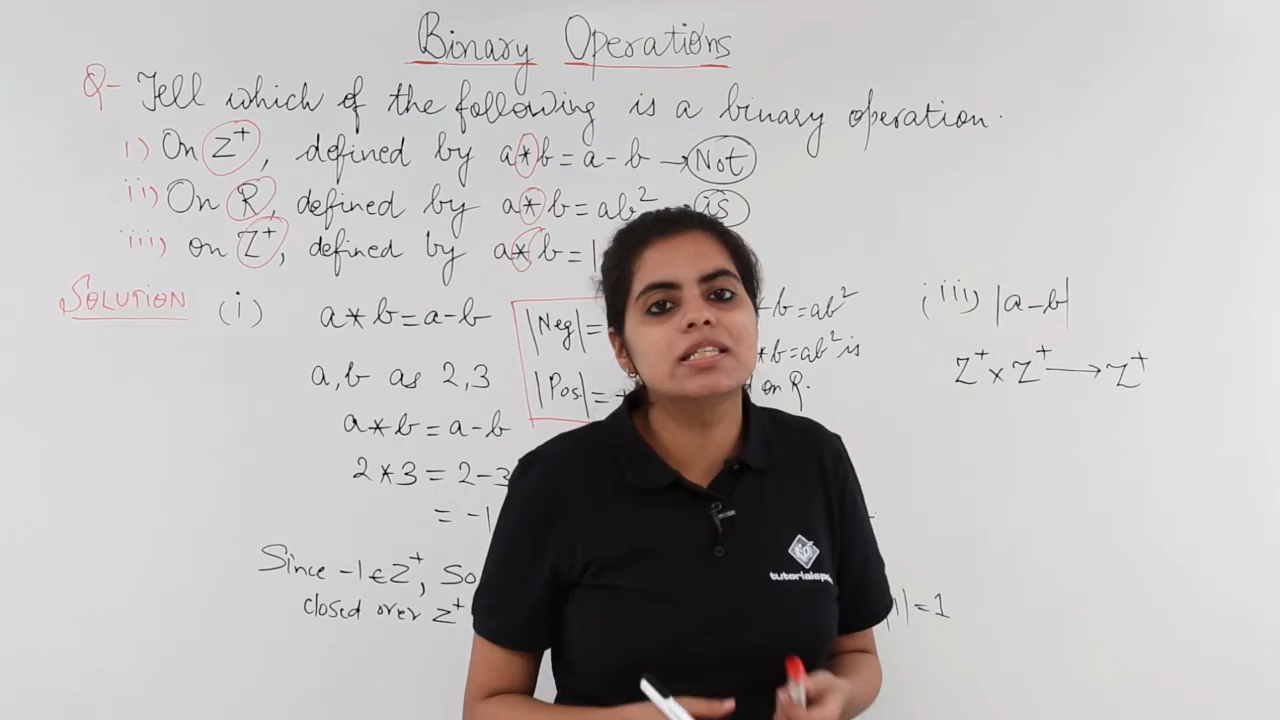 Binary Operations
Q- Tell which of the following is a binary operation.
i) On Z⁺, defined by a*b=a-b →Not
ii) On R, defined by a*b=ab² is
iii) on Z⁺, defined by a*b=|
SOLUTION (i) a*b=a-b
a, b as 2,3
a*b=a-b
2*3=2-3
=-1
Since -1∈Z⁺, So
closed over Z⁺
|Neg|=
|Pos.|=+
b=ab²
*b=ab² is
on R.
|1|=1
(iii) |a-b|
Z⁺×Z⁺→Z⁺
tutorialsp